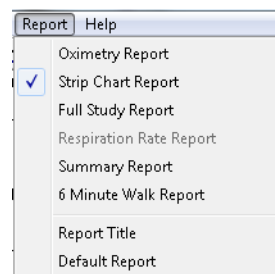 Report Help
Oximetry Report
Strip Chart Report
Full Study Report
Respiration Rate Report
Summary Report
6 Minute Walk Report
Report Title
Default Report